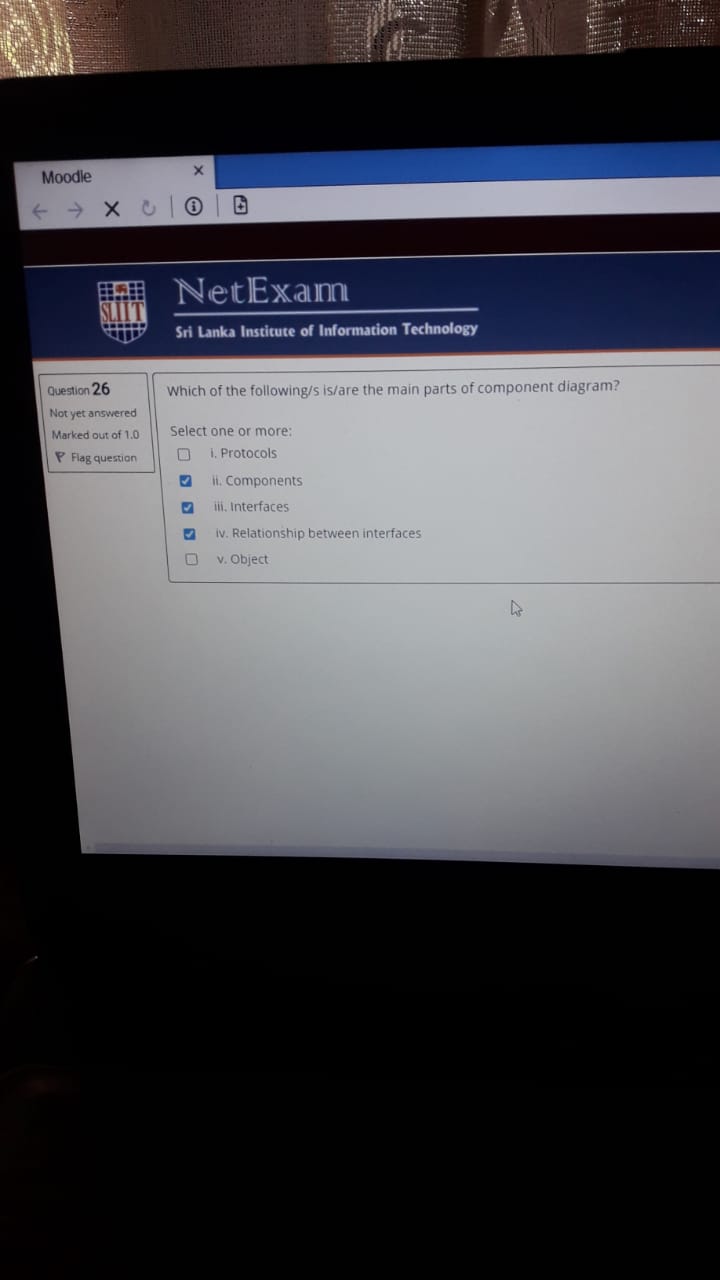 Moodle
NetExam
SLIIT
Sri Lanka Institute of Information Technology
Question 26
Not yet answered
Marked out of 1.0
Flag question
Which of the following/s is/are the main parts of component diagram?
Select one or more:
i. Protocols
ii. Components
iii. Interfaces
iv. Relationship between interfaces
v. Object